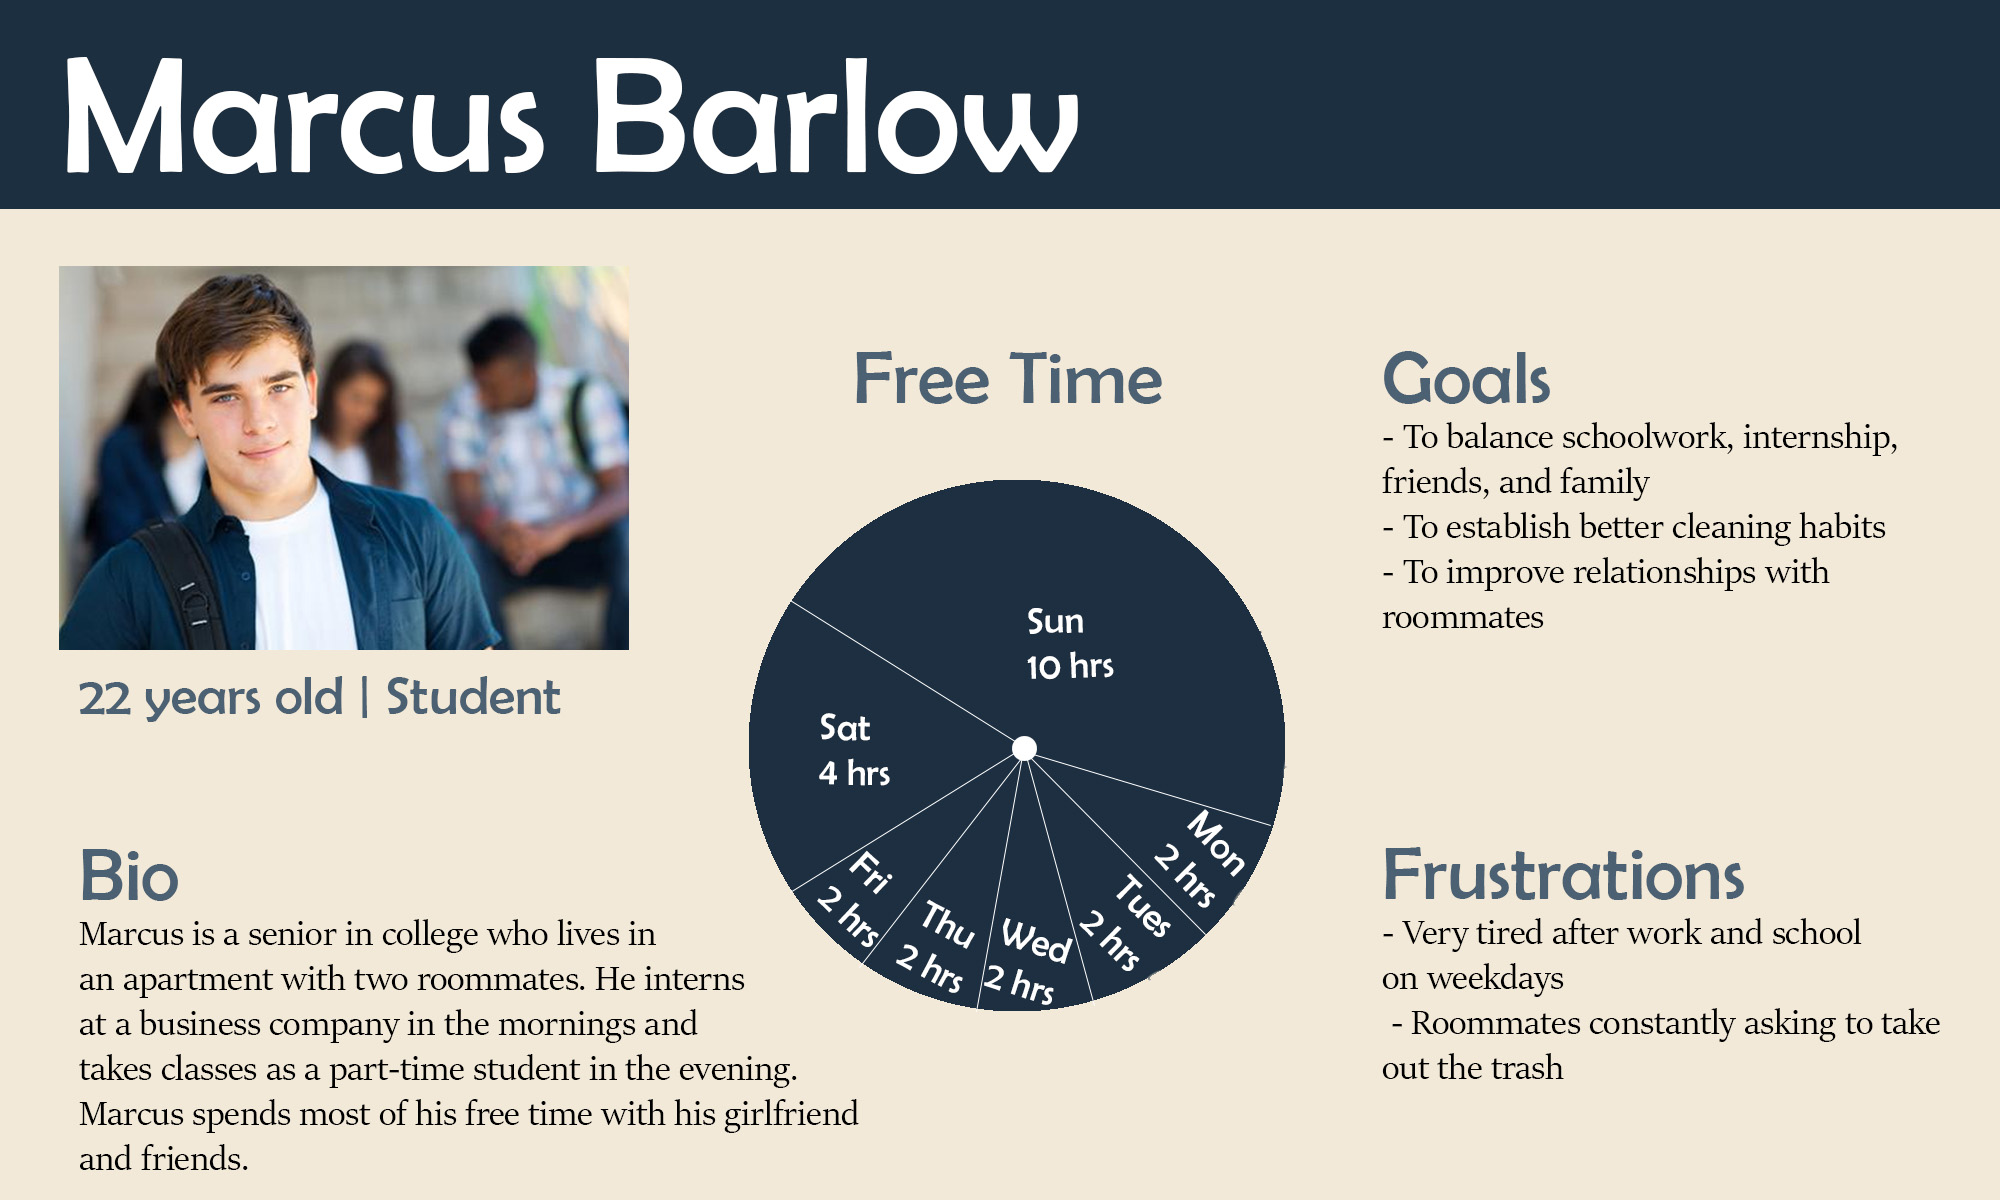 Marcus Barlow
22 years old | Student
Bio
Marcus is a senior in college who lives in
an apartment with two roommates. He interns
at a business company in the mornings and
takes classes as a part-time student in the evening.
Marcus spends most of his free time with his girlfriend
and friends.
Free Time
Sun
10 hrs
Sat
4 hrs
Fri
2 hrs
Thu
2 hrs
Wed
2 hrs
Tues
2 hrs
Mon
2 hrs
Goals
- To balance schoolwork, internship,
friends, and family
- To establish better cleaning habits
- To improve relationships with
roommates
Frustrations
- Very tired after work and school
on weekdays
- Roommates constantly asking to take
out the trash